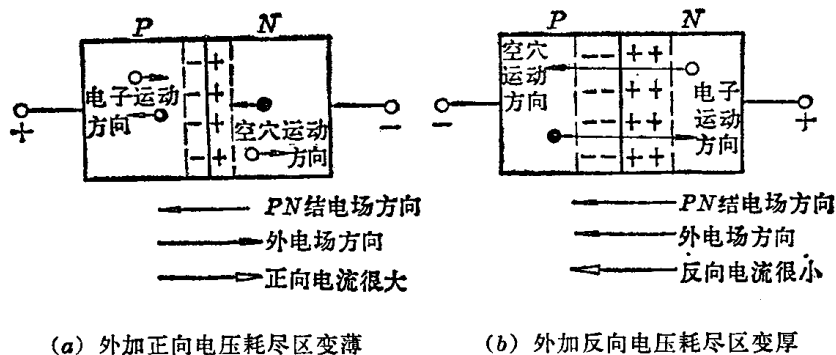 P N
电子运动
方向
空穴运动
方向
+ −
− +
− +
− +
− +
PN结电场方向
外电场方向
正向电流很大
(a) 外加正向电压耗尽区变薄
P N
空穴
运动
方向
电子
运动
方向
− +
−− ++
−− ++
−− ++
−− ++
PN结电场方向
外电场方向
反向电流很小
(b) 外加反向电压耗尽区变厚